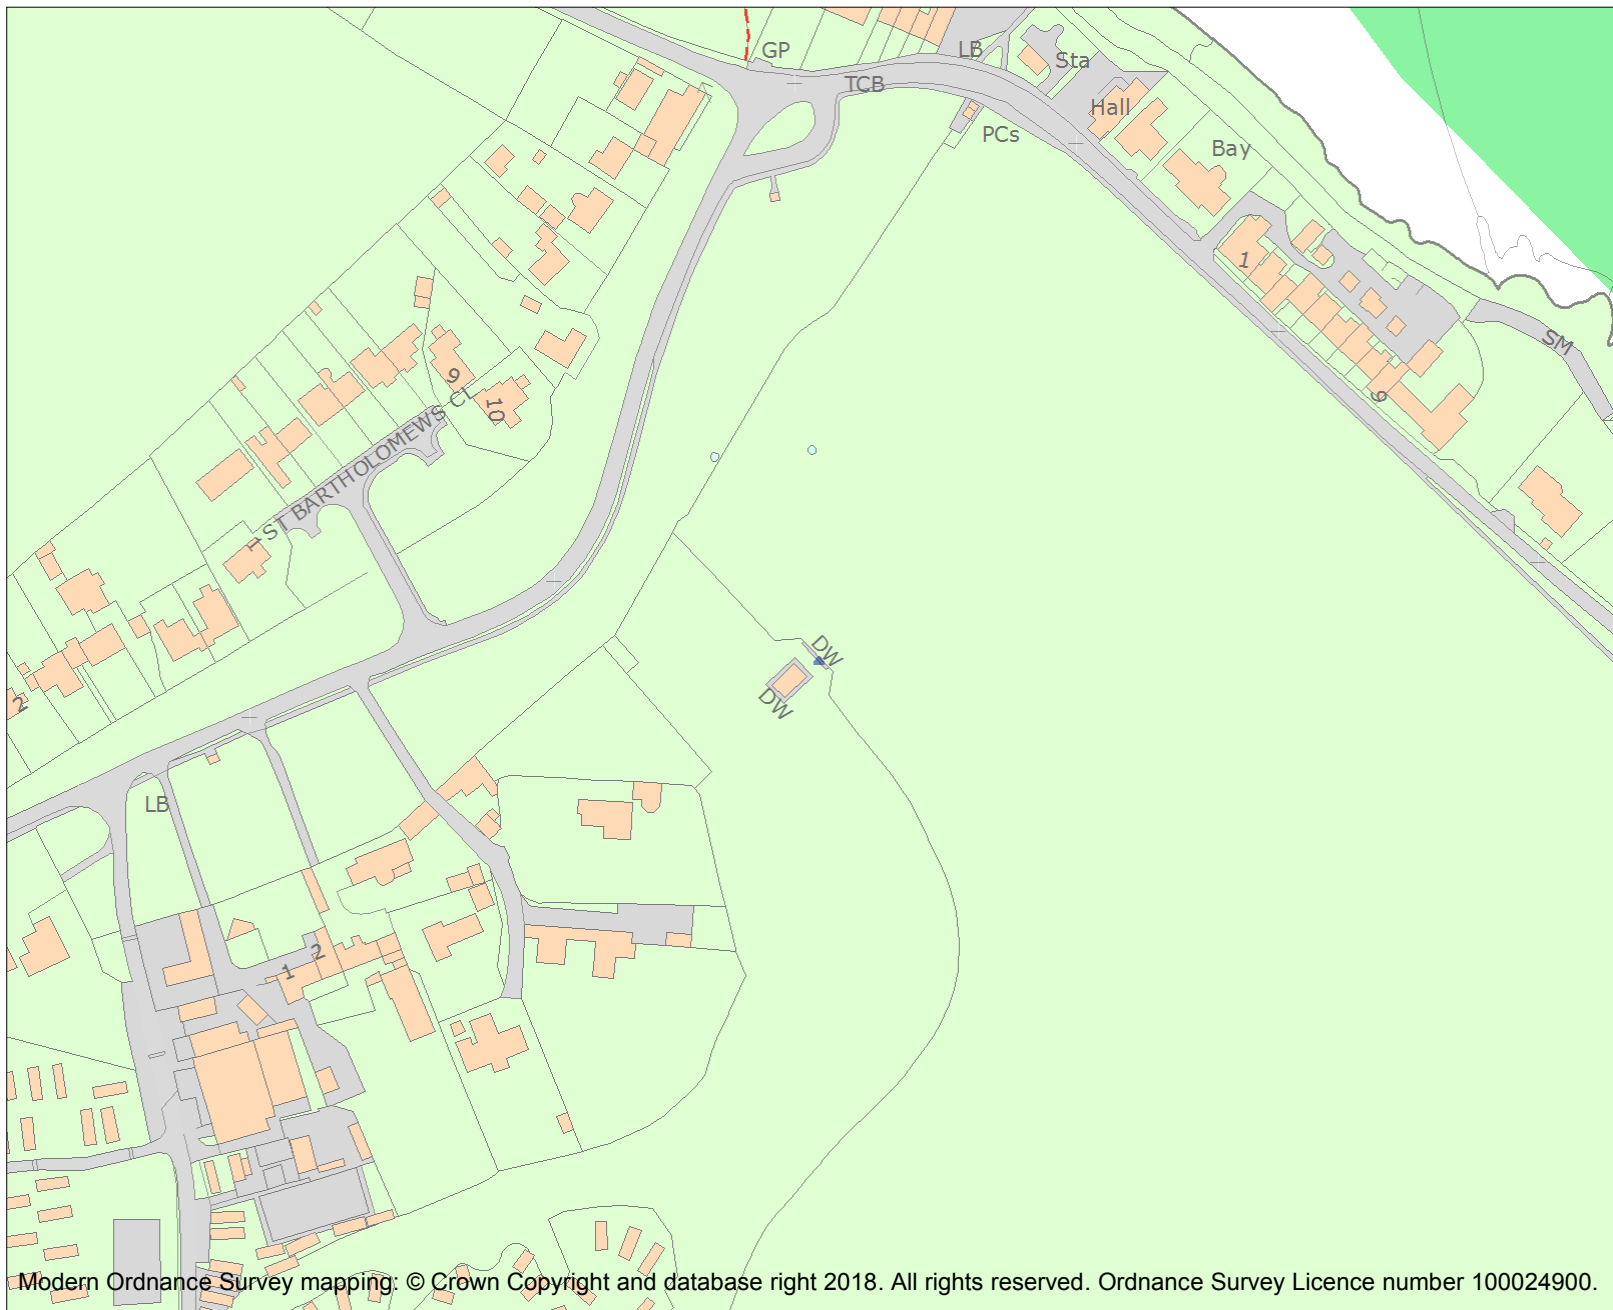 GP
LB
Sta
TCB
Hall
PCs
Bay
1
SM
9
9
10
1 ST BARTHOLOMEWS CL
DW
DW
2
LB
2
1
Modern Ordnance Survey mapping: © Crown Copyright and database right 2018. All rights reserved. Ordnance Survey Licence number 100024900.